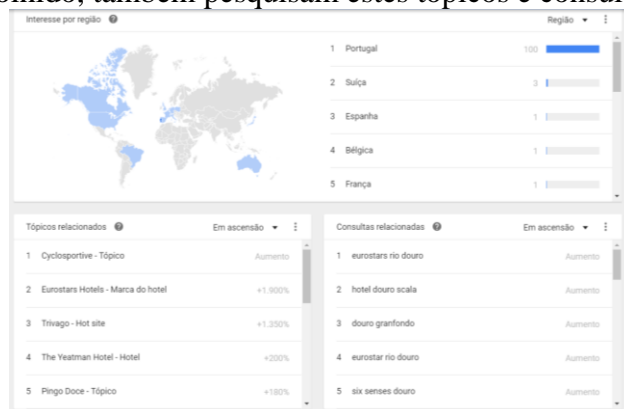 também pesquisam estes tópicos e
Interesse por região
Região
1 Portugal 100
2 Suíça 3
3 Espanha 1
4 Bélgica 1
5 França 1
Tópicos relacionados
Em ascensão
1 Cyclosportive - Tópico Aumento
2 Eurostars Hotels - Marca do hotel +1.900%
3 Trivago - Hot site +1.350%
4 The Yeatman Hotel - Hotel +200%
5 Pingo Doce - Tópico +180%
Consultas relacionadas
Em ascensão
1 eurostars rio douro Aumento
2 hotel douro scala Aumento
3 douro granfondo Aumento
4 eurostar rio douro Aumento
5 six senses douro Aumento